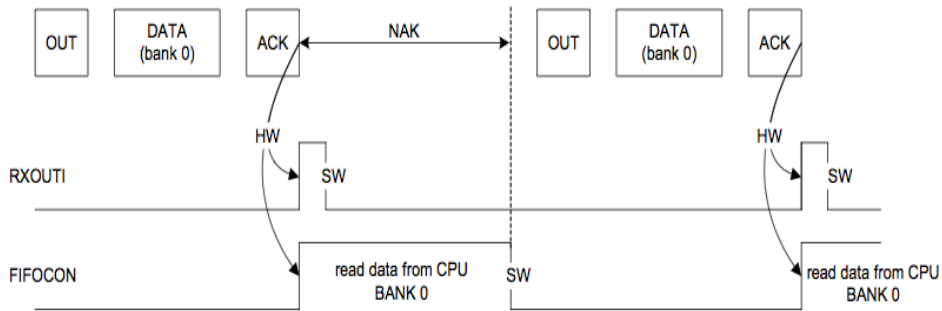 OUT
DATA
(bank 0)
ACK
NAK
OUT
DATA
(bank 0)
ACK
HW
HW
RXOUTI
SW
SW
FIFOCON
read data from CPU
BANK 0
SW
read data from CPU
BANK 0